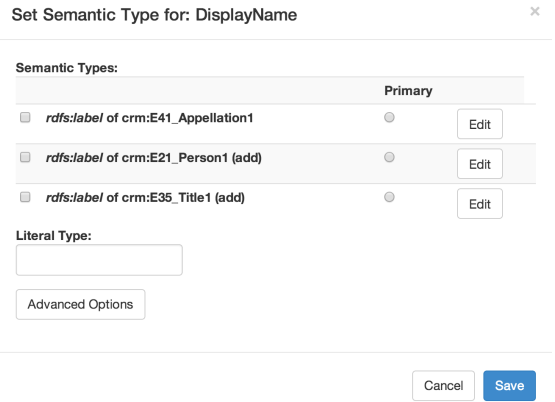 Set Semantic Type for: DisplayName
×
Semantic Types:
Primary
rdfs:label of crm:E41_Appellation1
Edit
rdfs:label of crm:E21_Person1 (add)
Edit
rdfs:label of crm:E35_Title1 (add)
Edit
Literal Type:
Advanced Options
Cancel
Save